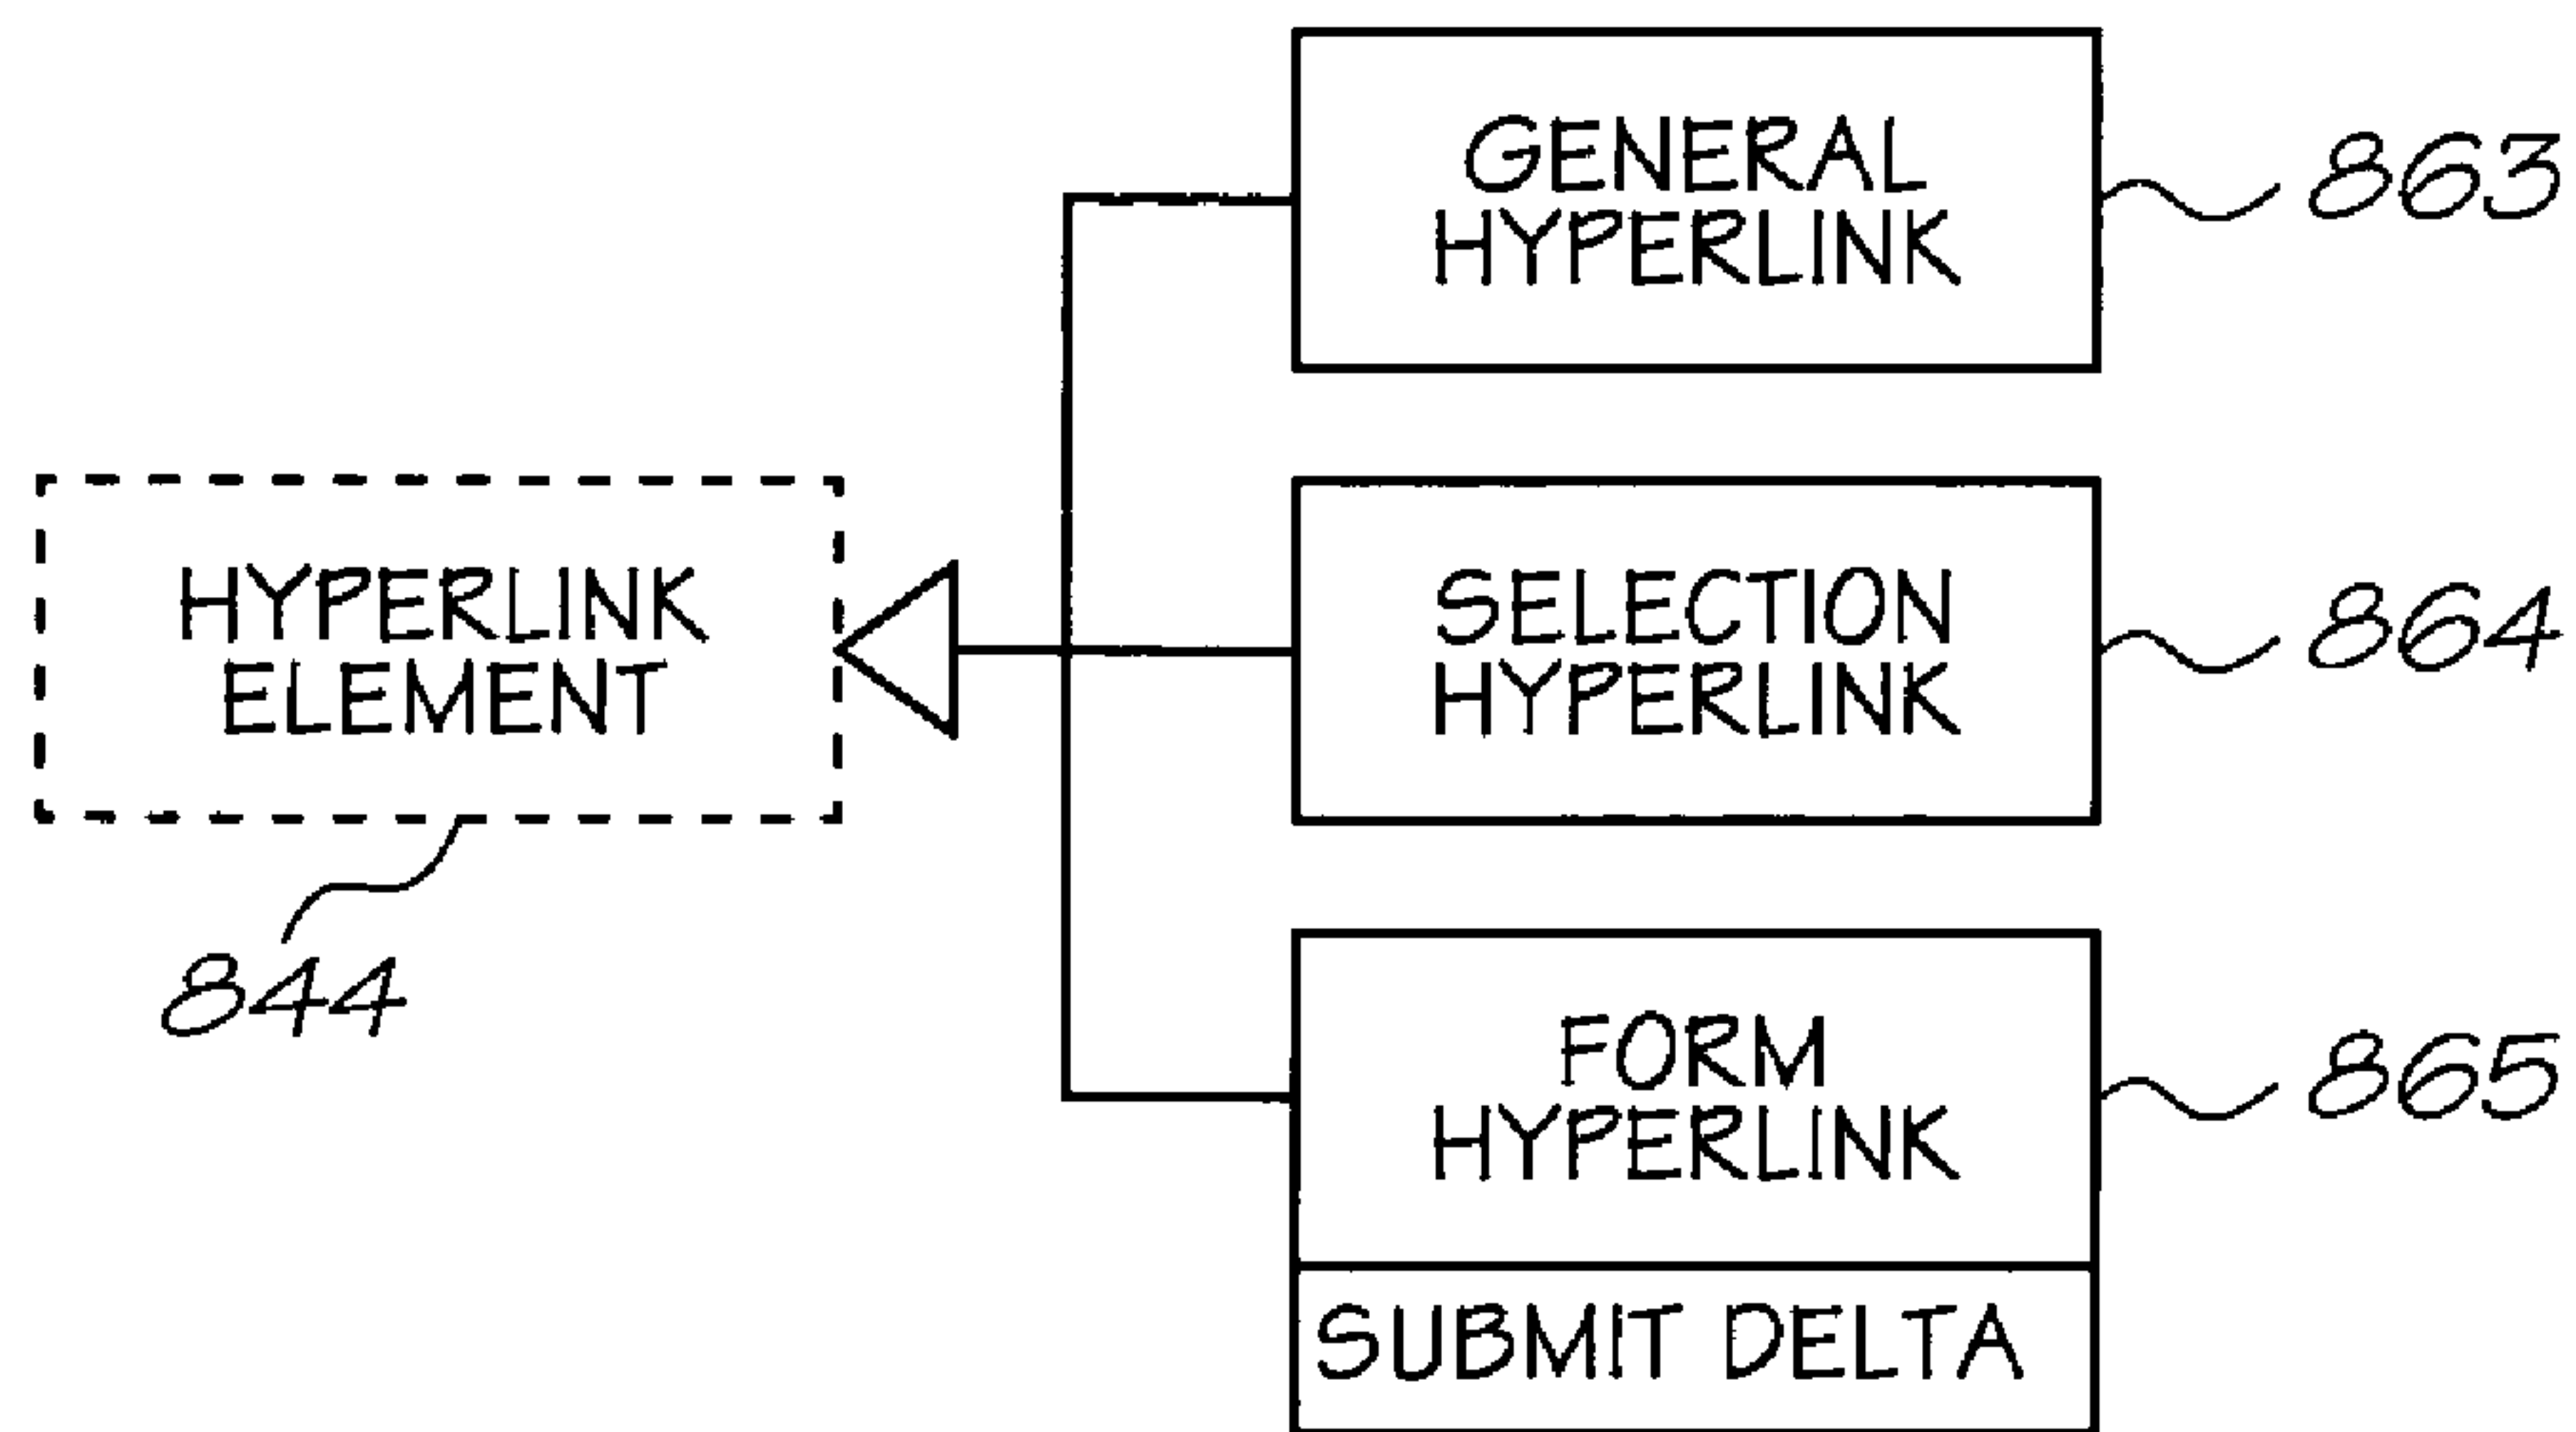 GENERAL
HYPERLINK
863
HYPERLINK
ELEMENT
844
SELECTION
HYPERLINK
864
FORM
HYPERLINK
865
SUBMIT DELTA